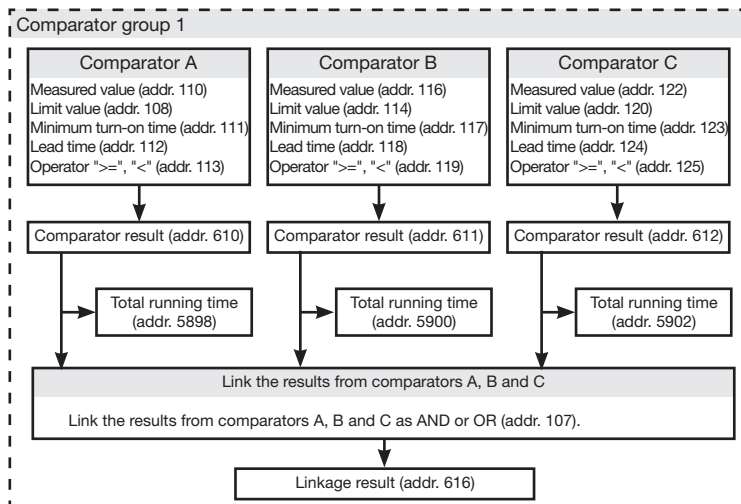 Comparator group 1
Comparator A
Measured value (addr. 110)
Limit value (addr. 108)
Minimum turn-on time (addr. 111)
Lead time (addr. 112)
Operator ">=", "<" (addr. 113)
Comparator B
Measured value (addr. 116)
Limit value (addr. 114)
Minimum turn-on time (addr. 117)
Lead time (addr. 118)
Operator ">=", "<" (addr. 119)
Comparator C
Measured value (addr. 122)
Limit value (addr. 120)
Minimum turn-on time (addr. 123)
Lead time (addr. 124)
Operator ">=", "<" (addr. 125)
Comparator result (addr. 610)
Comparator result (addr. 611)
Comparator result (addr. 612)
Total running time
(addr. 5898)
Total running time
(addr. 5900)
Total running time
(addr. 5902)
Link the results from comparators A, B and C
Link the results from comparators A, B and C as AND or OR (addr. 107).
Linkage result (addr. 616)